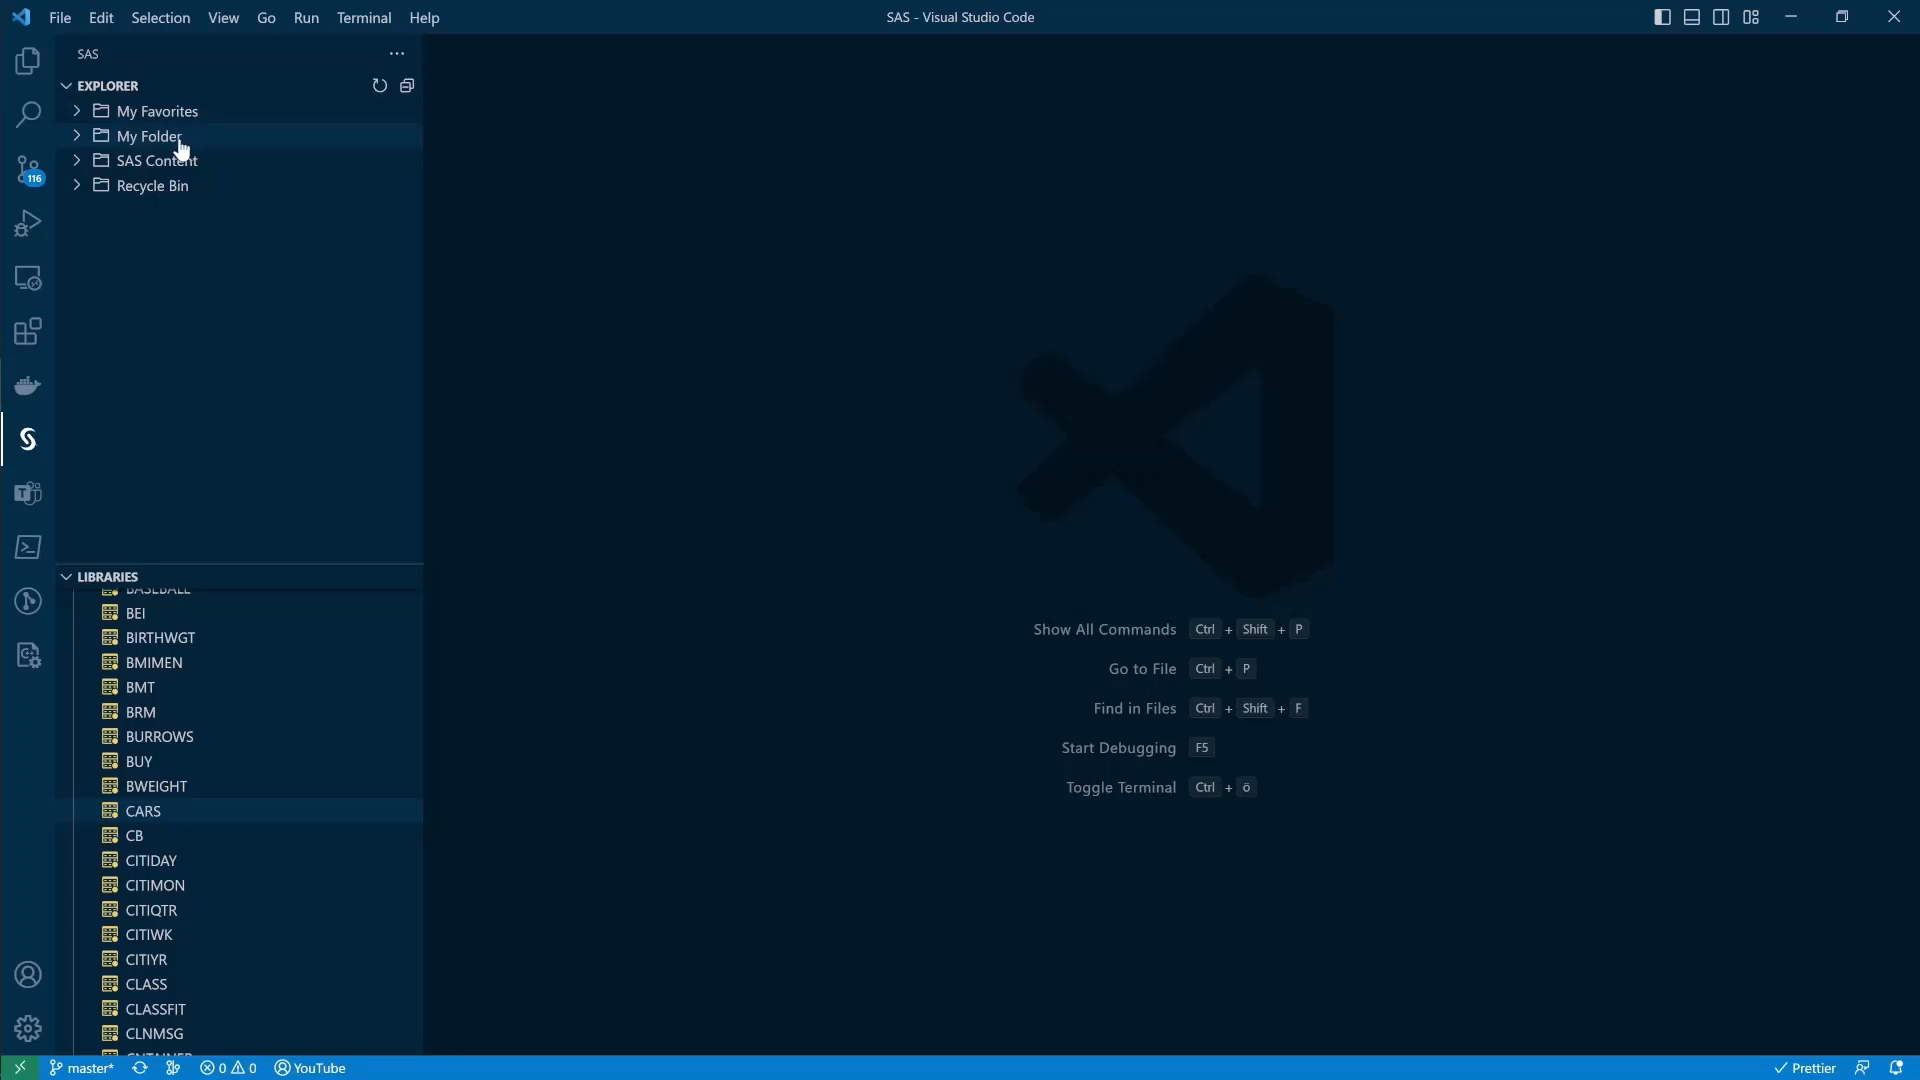 File Edit Selection View Go Run Terminal Help
SAS - Visual Studio Code
SAS
EXPLORER
My Favorites
My Folder
SAS Content
Recycle Bin
116
LIBRARIES
BASEBALL
BEI
BIRTHWGT
BMIMEN
BMT
BRM
BURROWS
BUY
BWEIGHT
CARS
CB
CITIDAY
CITIMON
CITIQTR
CITIWK
CITIYR
CLASS
CLASSFIT
CLNMSG
Show All Commands Ctrl + Shift + P
Go to File Ctrl + P
Find in Files Ctrl + Shift + F
Start Debugging F5
Toggle Terminal Ctrl + ö
master* 0 0 YouTube
Prettier